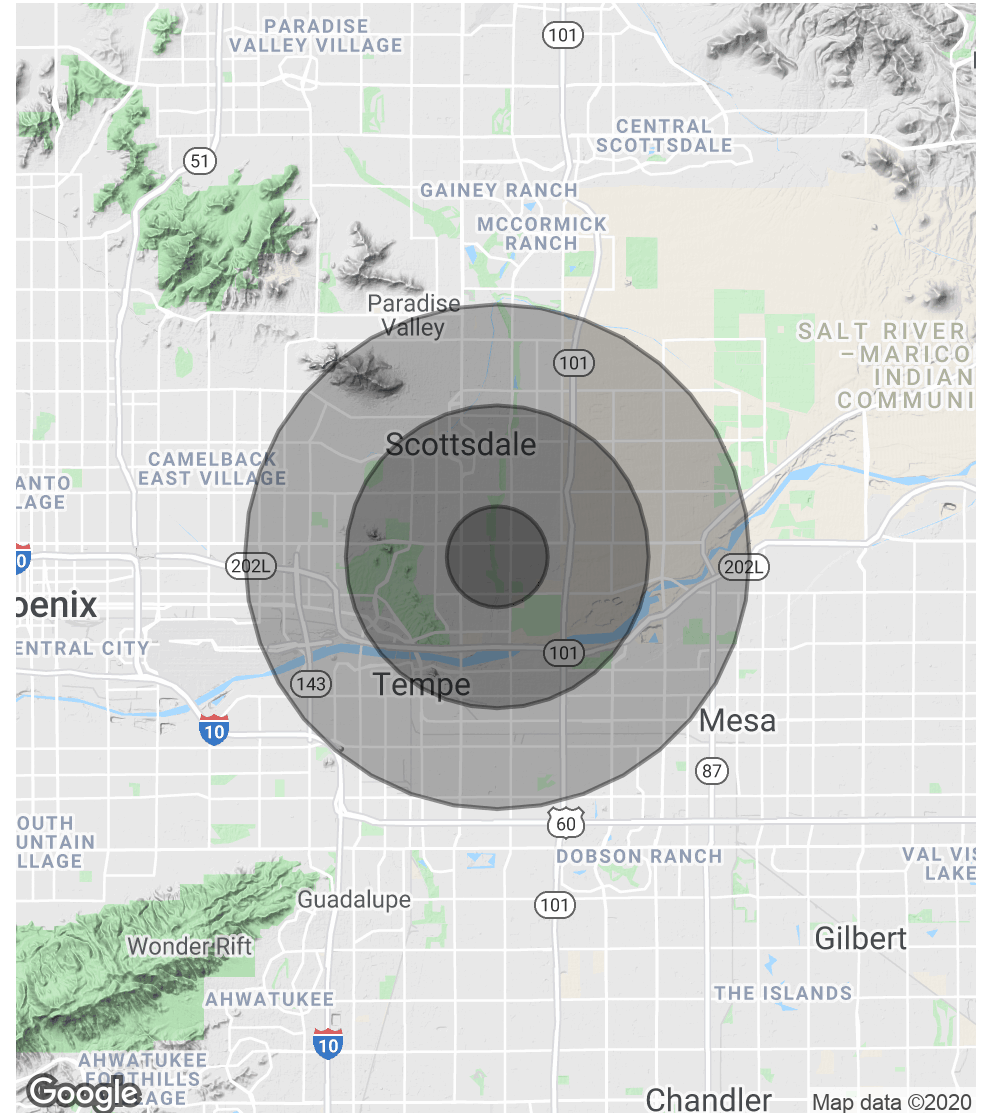 PARADISE
VALLEY VILLAGE
101
CENTRAL
SCOTTSDALE
51
GAINEY RANCH
MCCORMICK
RANCH
Paradise
Valley
SALT RIVER
–MARICO
INDIAN
COMMUNI
101
Scottsdale
CAMELBACK
EAST VILLAGE
ANTO
LAGE
0
202L
202L
oenix
ENTRAL CITY
101
143
Tempe
10
Mesa
87
60
OUTH
UNTAIN
LLAGE
DOBSON RANCH
VAL VIS
LAKE
Guadalupe
101
Wonder Rift
Gilbert
AHWATUKEE
THE ISLANDS
10
AHWATUKEE
FOOTHILLS
AGE
Google
Chandler
Map data ©2020